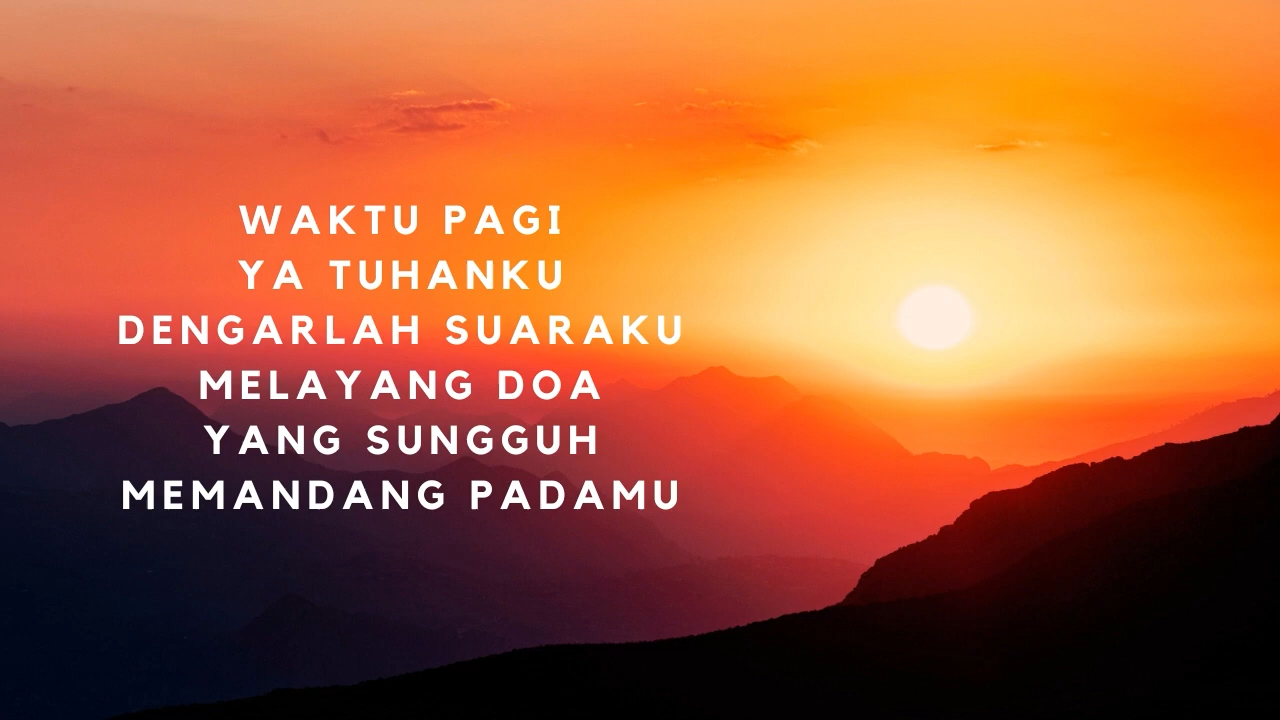 WAKTU PAGI
YA TUHANKU
DENGARLAH SUARAKU
MELAYANG DOA
YANG SUNGGUH
MEMANDANG PADAMU